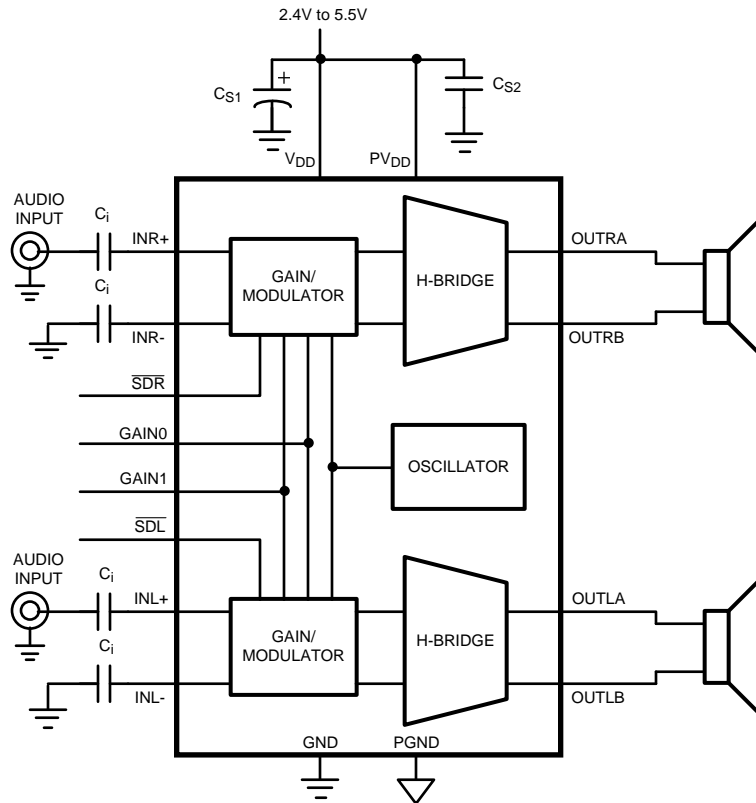 2.4V to 5.5V
+
CS1
CS2
VDD
PVDD
AUDIO
INPUT
Ci
INR+
GAIN/
MODULATOR
H-BRIDGE
OUTRA
Ci
INR-
OUTRB
SDR
GAIN0
OSCILLATOR
GAIN1
SDL
AUDIO
INPUT
Ci
INL+
GAIN/
MODULATOR
H-BRIDGE
OUTLA
Ci
INL-
OUTLB
GND
PGND